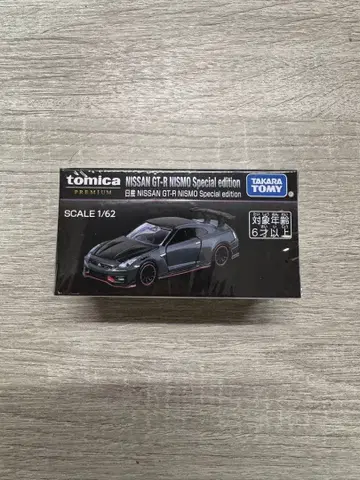 tomica
PREMIUM
NISSAN GT-R NISMO Special edition
日産 NISSAN GT-R NISMO Special edition
TAKARA
TOMY
SCALE 1/62
対象年齢
6才以上